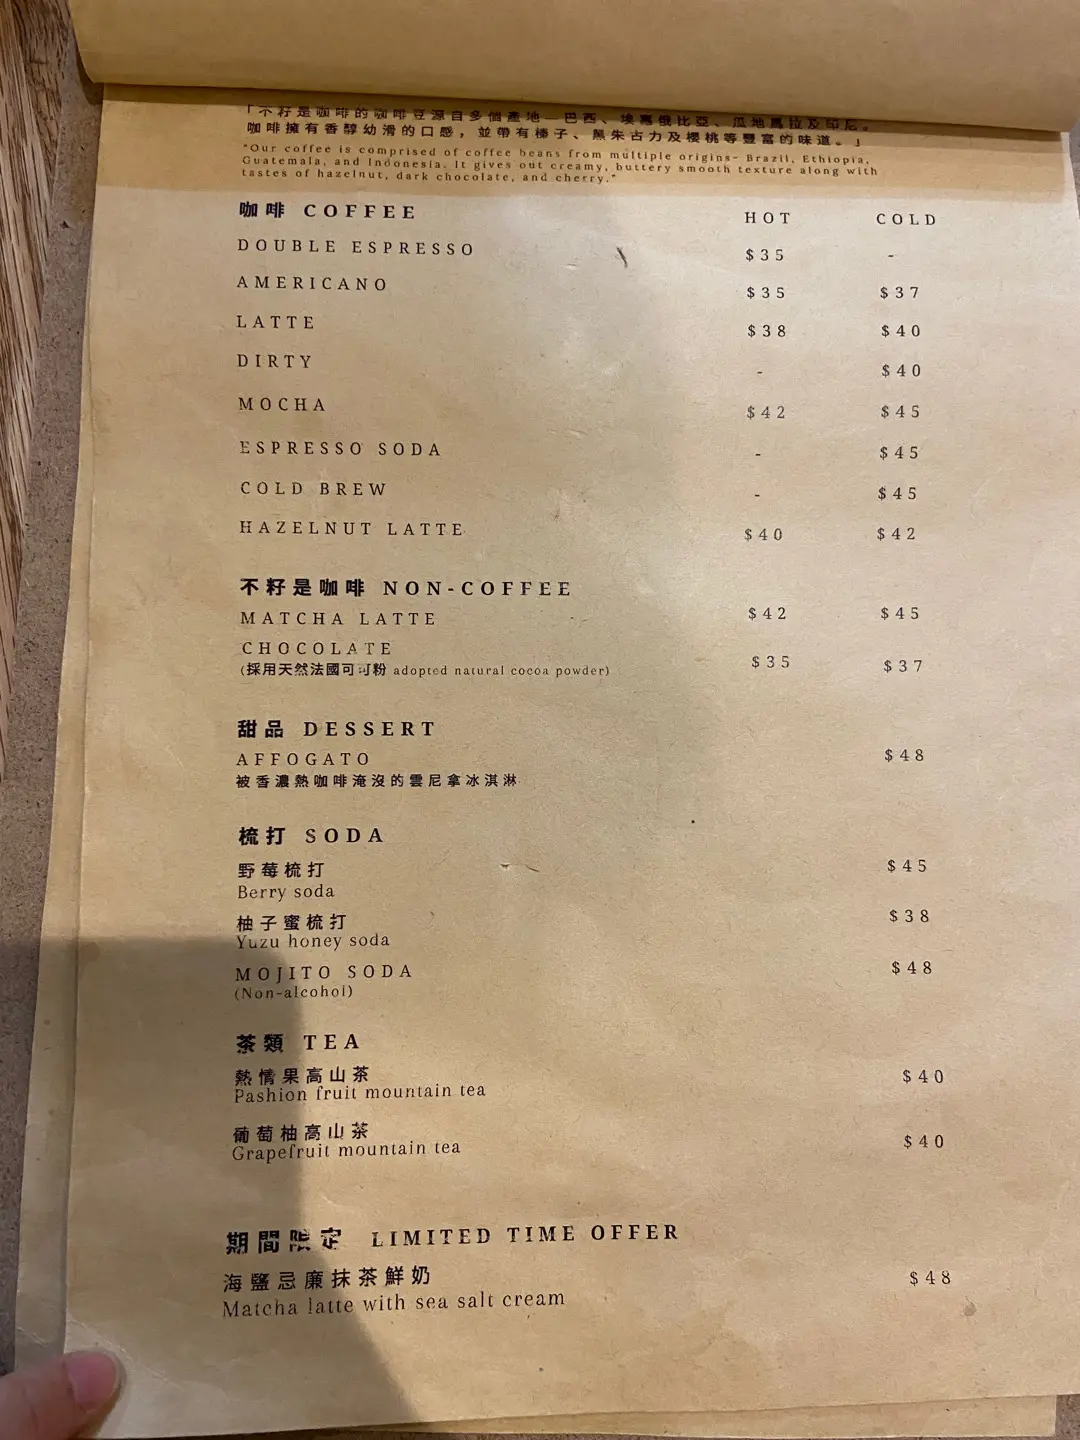 「不籽是咖啡的咖啡豆源自多個產地—巴西、埃塞俄比亞、瓜地馬拉及印尼。
咖啡擁有香醇幼滑的口感，並帶有榛子、黑朱古力及櫻桃等豐富的味道。」
"Our coffee is comprised of coffee beans from multiple origins- Brazil, Ethiopia,
Guatemala, and Indonesia. It gives out creamy, buttery smooth texture along with
tastes of hazelnut, dark chocolate, and cherry."
咖啡 COFFEE HOT COLD
DOUBLE ESPRESSO $35 -
AMERICANO $35 $37
LATTE $38 $40
DIRTY - $40
MOCHA $42 $45
ESPRESSO SODA - $45
COLD BREW - $45
HAZELNUT LATTE $40 $42
不籽是咖啡 NON-COFFEE
MATCHA LATTE $42 $45
CHOCOLATE $35 $37
(採用天然法國可可粉 adopted natural cocoa powder)
甜品 DESSERT
AFFOGATO $48
被香濃熱咖啡淹沒的雲尼拿冰淇淋
梳打 SODA
野莓梳打 $45
Berry soda
柚子蜜梳打 $38
Yuzu honey soda
MOJITO SODA $48
(Non-alcohol)
茶類 TEA
熱情果高山茶 $40
Pashion fruit mountain tea
葡萄柚高山茶 $40
Grapefruit mountain tea
期間限定 LIMITED TIME OFFER
海鹽忌廉抹茶鮮奶 $48
Matcha latte with sea salt cream